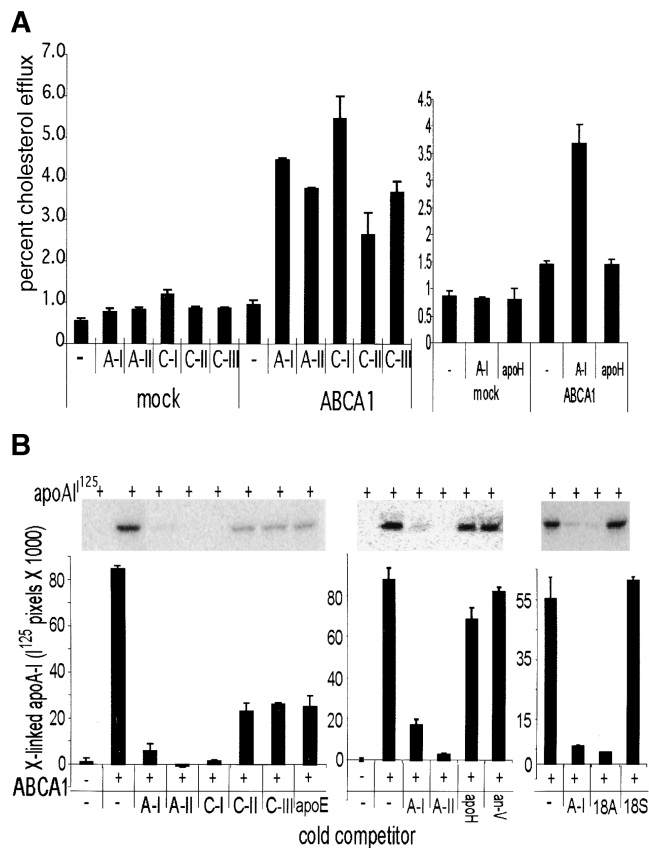 A
percent cholesterol efflux
7.0
6.0
5.0
4.0
3.0
2.0
1.0
0
- A-I A-II C-I C-II C-III - A-I A-II C-I C-II C-III
mock ABCA1
4.5
4
3.5
3
2.5
2
1.5
1
0.5
0
- A-I apoH - A-I apoH
mock ABCA1
B
apoAI I125 + + + + + + + + + + + + + + + + +
X-linked apoA-I (I125 pixels X 1000)
80
60
40
20
0
80
60
40
20
0
55
35
15
5
0
ABCA1 - + + + + + + + - + + + + + + + + +
- - A-I A-II C-I C-II C-III apoE - - A-I A-II apoH an-V - A-I 18A 18S
cold competitor